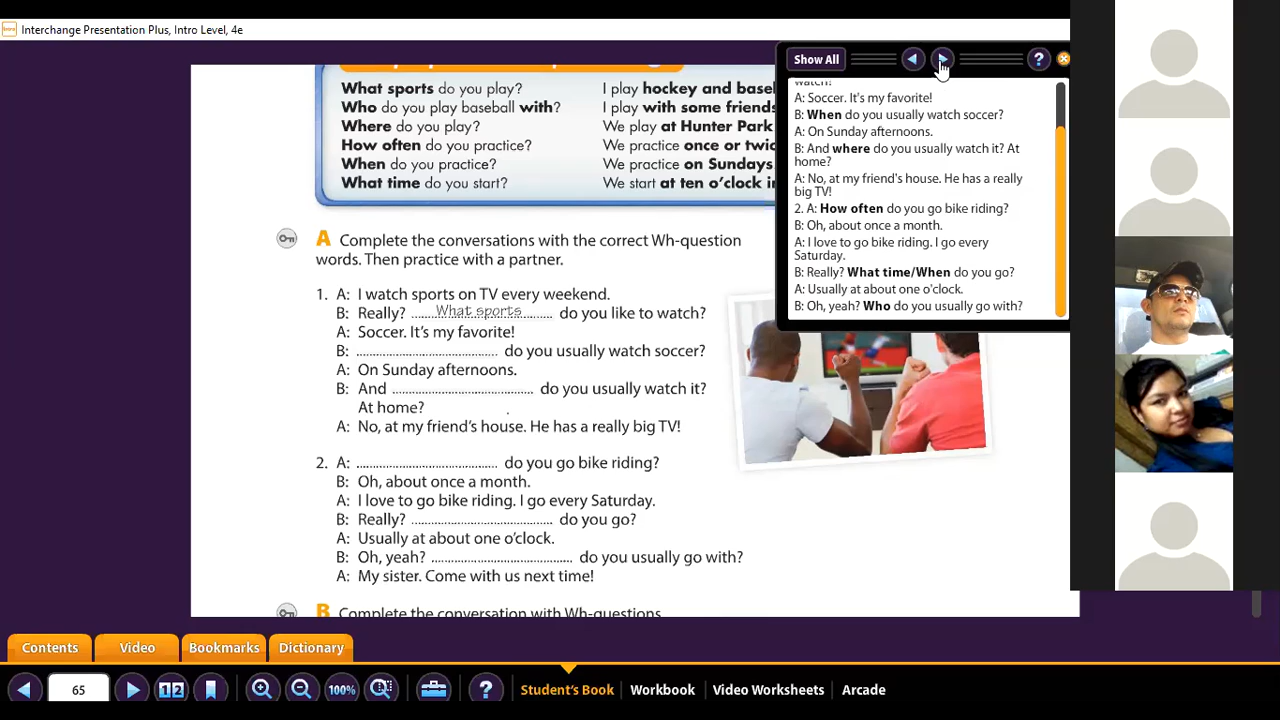 Interchange Presentation Plus, Intro Level, 4e
What sports do you play? I play hockey and baseb
Who do you play baseball with? I play with some friends
Where do you play? We play at Hunter Park
How often do you practice? We practice once or twic
When do you practice? We practice on Sundays.
What time do you start? We start at ten o'clock in
A Complete the conversations with the correct Wh-question
words. Then practice with a partner.
1. A: I watch sports on TV every weekend.
B: Really? What sports do you like to watch?
A: Soccer. It's my favorite!
B: do you usually watch soccer?
A: On Sunday afternoons.
B: And do you usually watch it?
At home?
A: No, at my friend's house. He has a really big TV!
2. A: do you go bike riding?
B: Oh, about once a month.
A: I love to go bike riding. I go every Saturday.
B: Really? do you go?
A: Usually at about one o'clock.
B: Oh, yeah? do you usually go with?
A: My sister. Come with us next time!
B Complete the conversation with Wh-questions
Show All ?
watch?
A: Soccer. It's my favorite!
B: When do you usually watch soccer?
A: On Sunday afternoons.
B: And where do you usually watch it? At
home?
A: No, at my friend's house. He has a really
big TV!
2. A: How often do you go bike riding?
B: Oh, about once a month.
A: I love to go bike riding. I go every
Saturday.
B: Really? What time/When do you go?
A: Usually at about one o'clock.
B: Oh, yeah? Who do you usually go with?
Contents Video Bookmarks Dictionary
65 12 100% ? Student's Book Workbook Video Worksheets Arcade